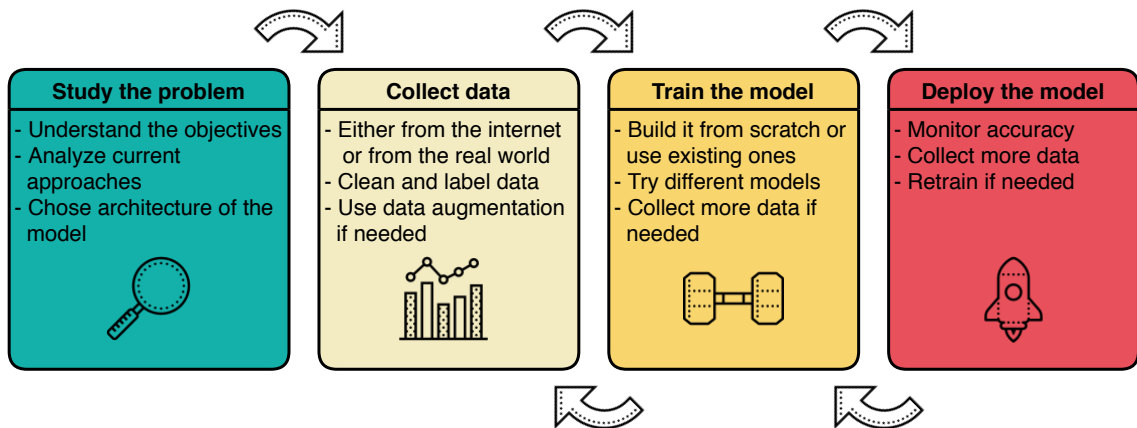 Study the problem
- Understand the objectives
- Analyze current
approaches
- Chose architecture of the
model
Collect data
- Either from the internet
or from the real world
- Clean and label data
- Use data augmentation
if needed
Train the model
- Build it from scratch or
use existing ones
- Try different models
- Collect more data if
needed
Deploy the model
- Monitor accuracy
- Collect more data
- Retrain if needed